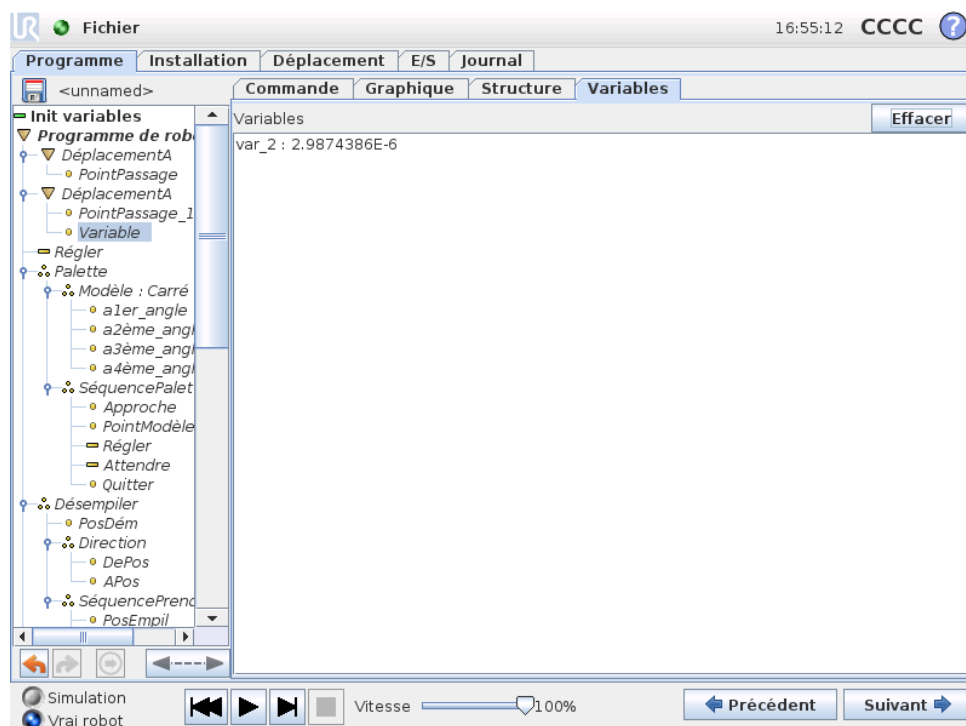 UR Fichier 16:55:12 CCCC ?
Programme Installation Déplacement E/S Journal
<unnamed>
Commande Graphique Structure Variables
Init variables
Programme de rob
DéplacementA
PointPassage
DéplacementA
PointPassage_1
Variable
Régler
Palette
Modèle : Carré
a1er_angle
a2ème_angl
a3ème_angl
a4ème_angl
SéquencePalet
Approche
PointModèle
Régler
Attendre
Quitter
Désempiler
PosDém
Direction
DePos
APos
SéquencePrend
PosEmpil
Variables Effacer
var_2 : 2.9874386E-6
Simulation
Vrai robot
Vitesse 100%
Précédent Suivant